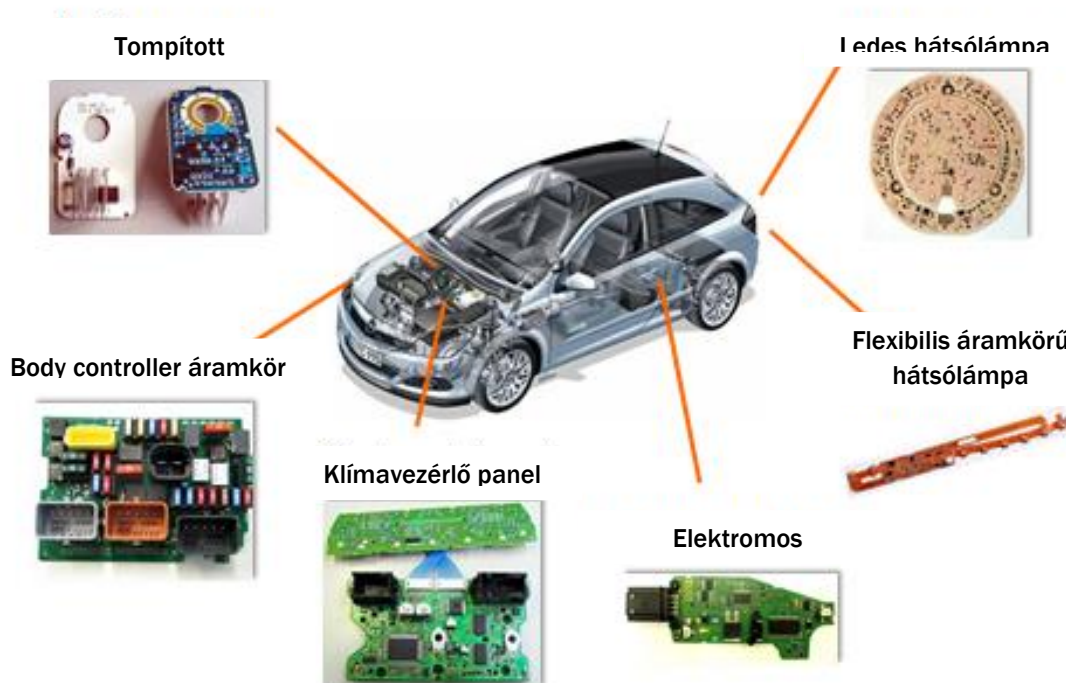 Tompított
Ledes hátsólámpa
Body controller áramkör
Flexibilis áramkörű
hátsólámpa
Klímavezérlő panel
Elektromos